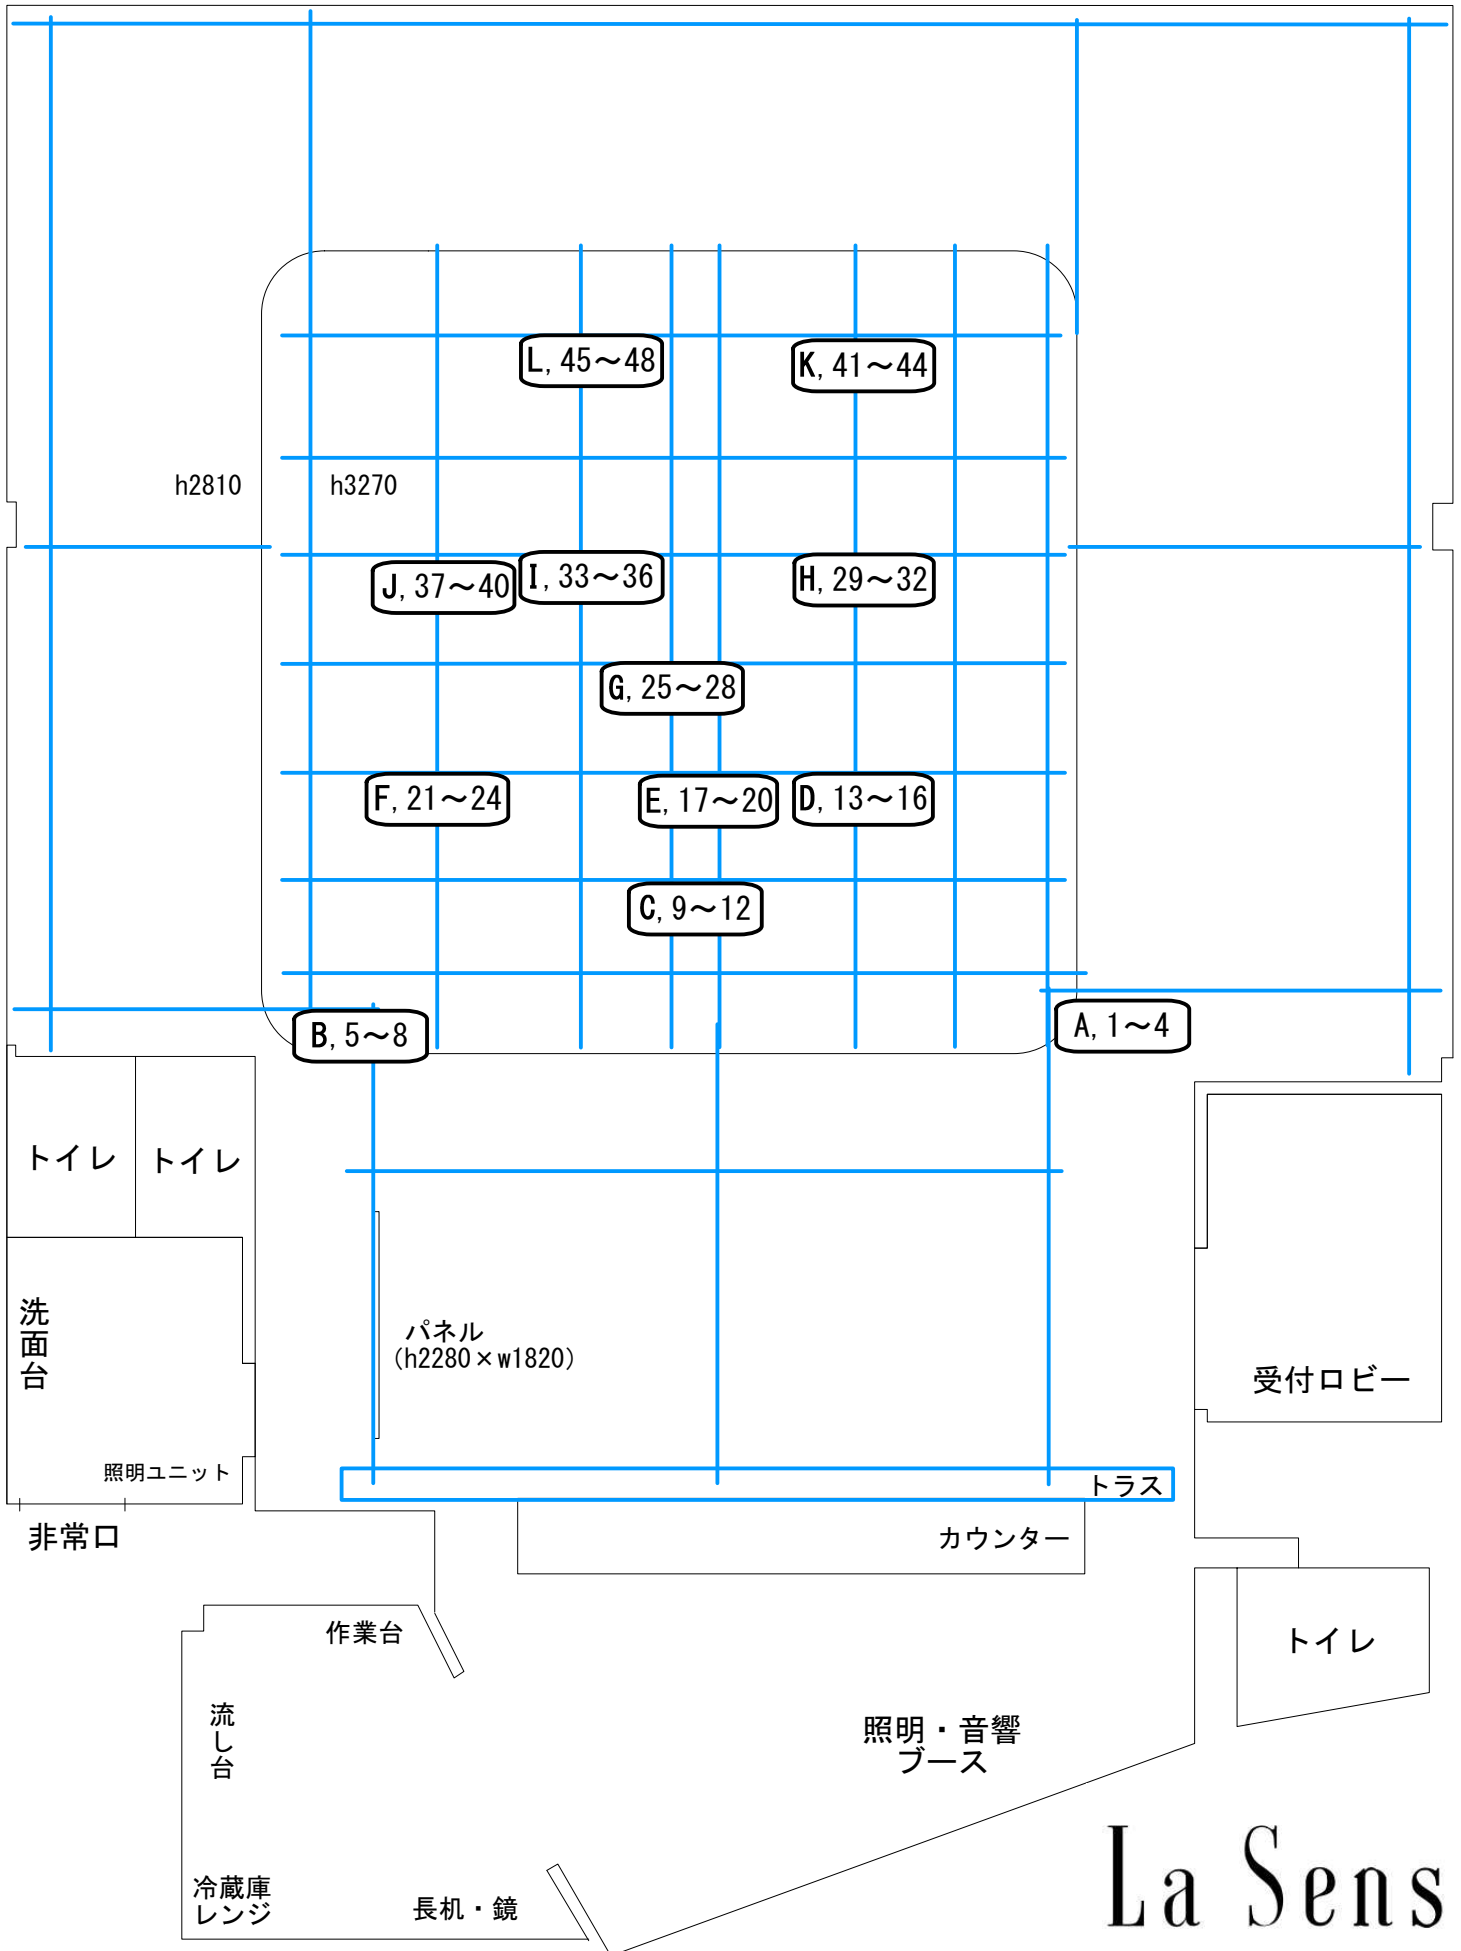 L, 45～48
K, 41～44
h2810
h3270
J, 37～40
I, 33～36
H, 29～32
G, 25～28
F, 21～24
E, 17～20
D, 13～16
C, 9～12
B, 5～8
A, 1～4
トイレ
トイレ
洗面台
パネル
(h2280×w1820)
受付ロビー
照明ユニット
トラス
非常口
カウンター
作業台
トイレ
流し台
照明・音響
ブース
冷蔵庫
レンジ
長机・鏡
La Sens